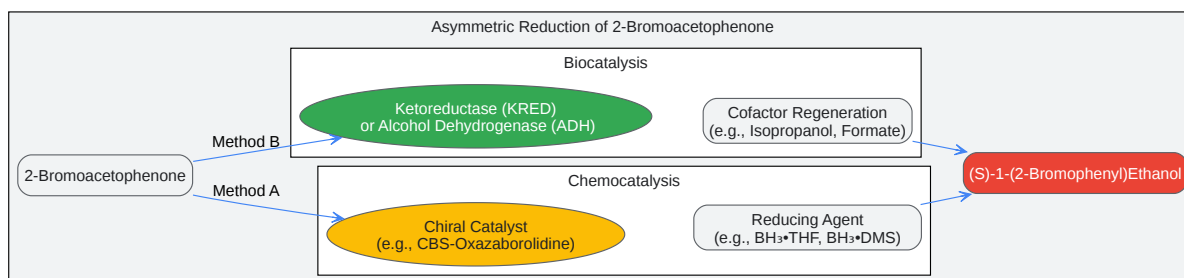 Asymmetric Reduction of 2-Bromoacetophenone
Biocatalysis
Ketoreductase (KRED)
or Alcohol Dehydrogenase (ADH)
Cofactor Regeneration
(e.g., Isopropanol, Formate)
Method B
2-Bromoacetophenone
(S)-1-(2-Bromophenyl)Ethanol
Method A
Chemocatalysis
Chiral Catalyst
(e.g., CBS-Oxazaborolidine)
Reducing Agent
(e.g., BH₃•THF, BH₃•DMS)